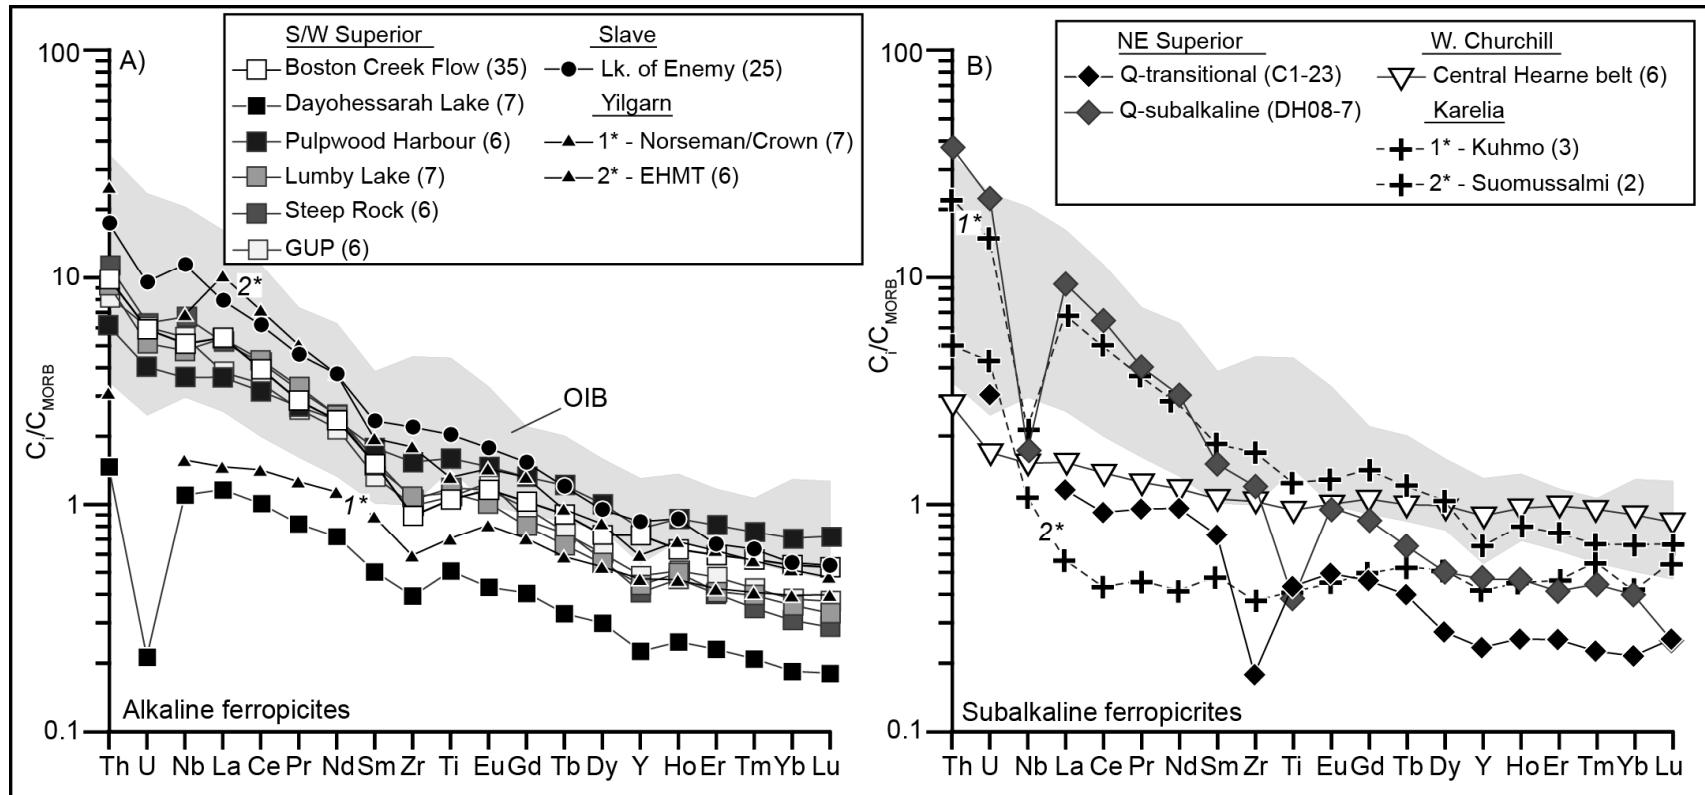 A)
S/W Superior
Boston Creek Flow (35)
Dayohessarah Lake (7)
Pulpwood Harbour (6)
Lumby Lake (7)
Steep Rock (6)
GUP (6)
Slave
Lk. of Enemy (25)
Yilgarn
1* - Norseman/Crown (7)
2* - EHMT (6)
100
10
1
0.1
Ci/CMORB
2*
1*
OIB
Alkaline ferropicites
Th U Nb La Ce Pr Nd Sm Zr Ti Eu Gd Tb Dy Y Ho Er Tm Yb Lu
B)
NE Superior
Q-transitional (C1-23)
Q-subalkaline (DH08-7)
W. Churchill
Central Hearne belt (6)
Karelia
1* - Kuhmo (3)
2* - Suomussalmi (2)
100
10
1
0.1
Ci/CMORB
1*
2*
Subalkaline ferropicrites
Th U Nb La Ce Pr Nd Sm Zr Ti Eu Gd Tb Dy Y Ho Er Tm Yb Lu